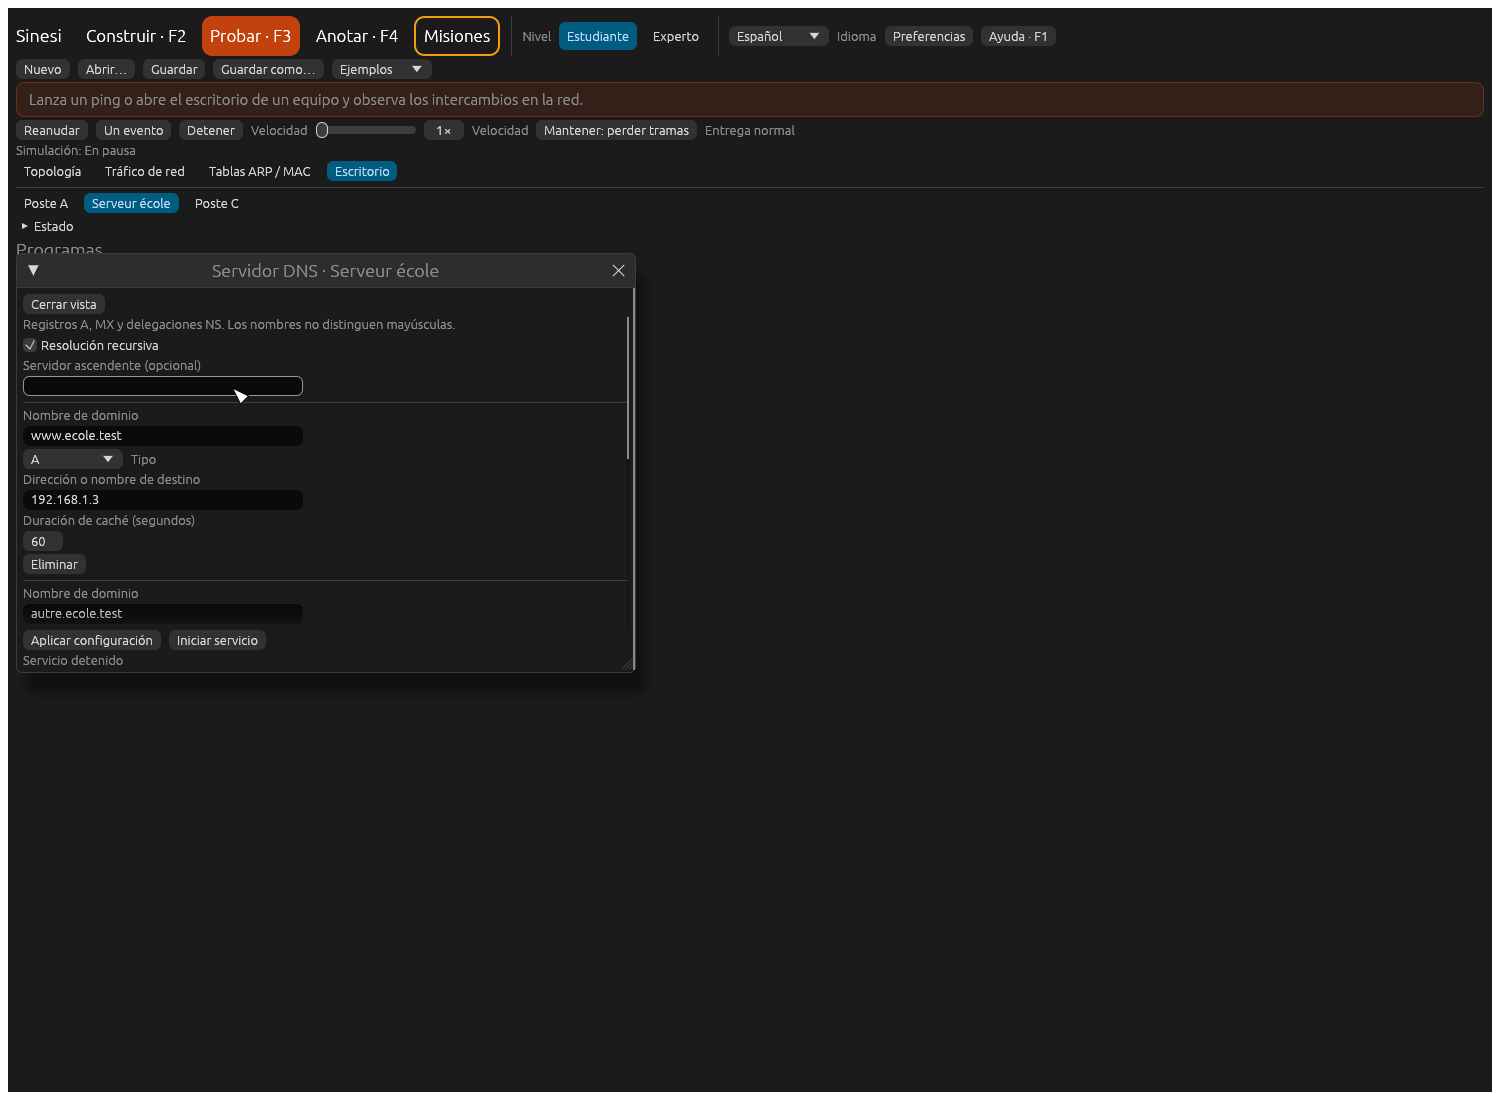 Sinesi Construir · F2 Probar · F3 Anotar · F4 Misiones Nivel Estudiante Experto Español Idioma Preferencias Ayuda · F1
Nuevo Abrir… Guardar Guardar como… Ejemplos
Lanza un ping o abre el escritorio de un equipo y observa los intercambios en la red.
Reanudar Un evento Detener Velocidad 1× Velocidad Mantener: perder tramas Entrega normal
Simulación: En pausa
Topología Tráfico de red Tablas ARP / MAC Escritorio
Poste A Serveur école Poste C
Estado
Programas
Servidor DNS · Serveur école
Cerrar vista
Registros A, MX y delegaciones NS. Los nombres no distinguen mayúsculas.
Resolución recursiva
Servidor ascendente (opcional)
Nombre de dominio
www.ecole.test
A Tipo
Dirección o nombre de destino
192.168.1.3
Duración de caché (segundos)
60
Eliminar
Nombre de dominio
autre.ecole.test
Aplicar configuración Iniciar servicio
Servicio detenido